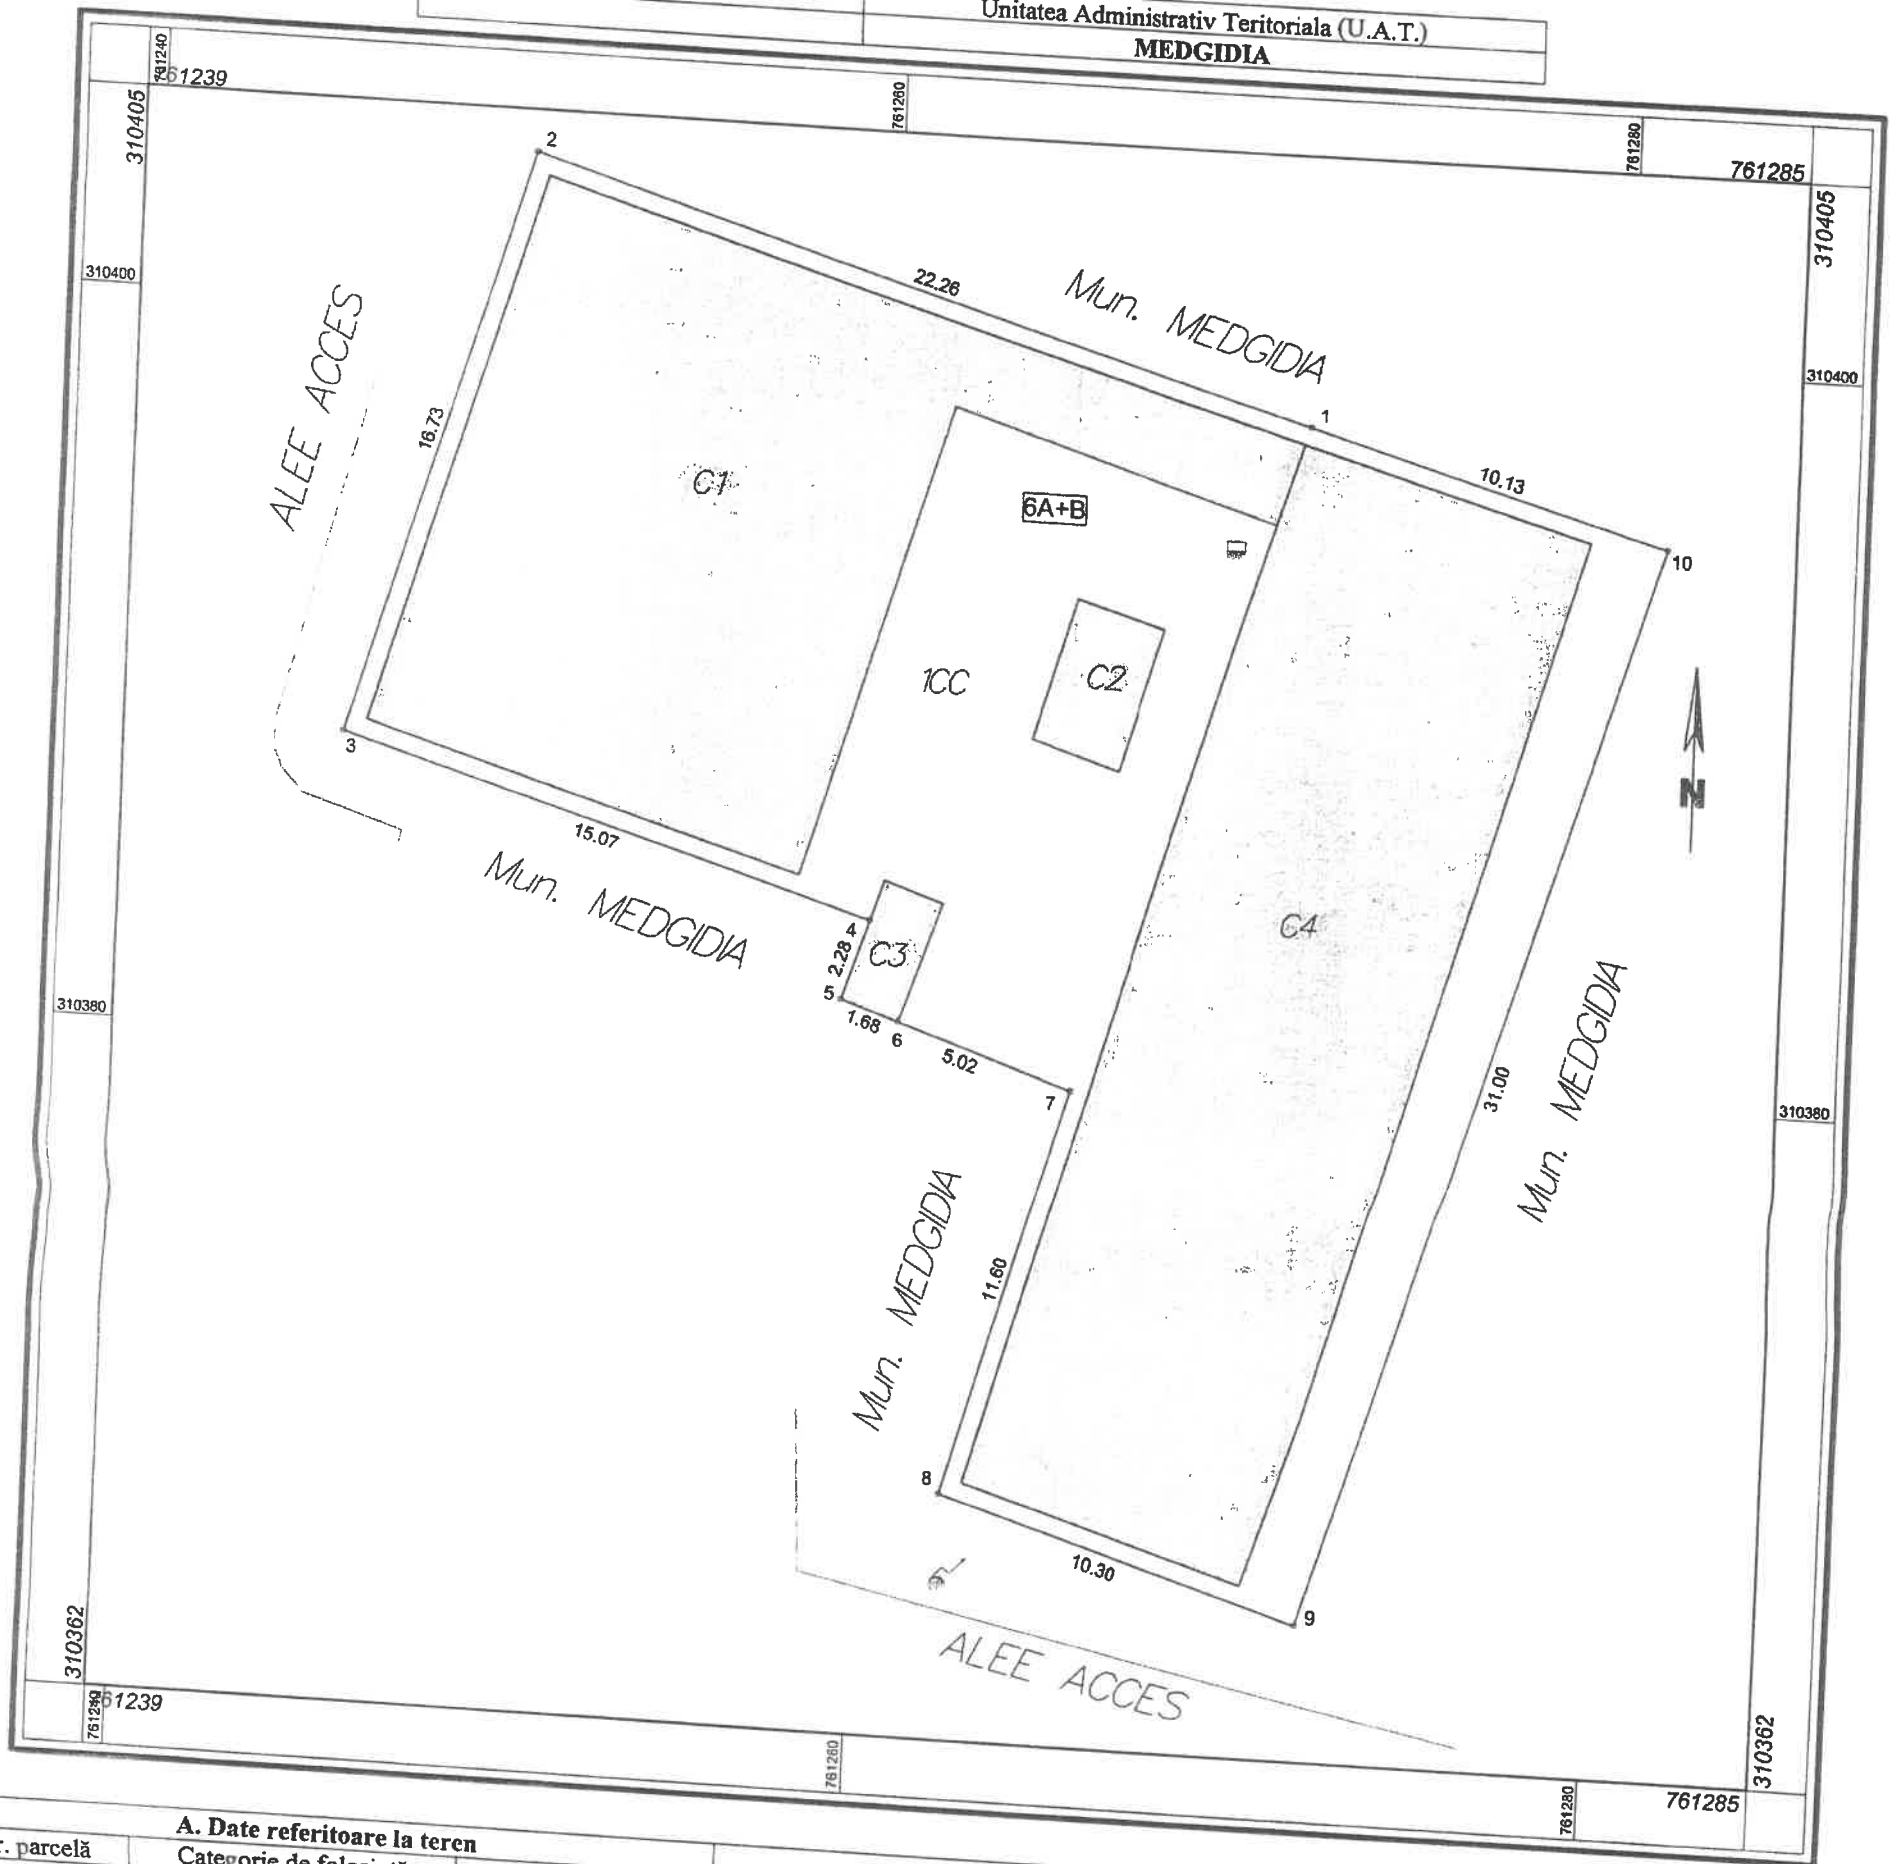 Unitatea Administrativ Teritoriala (U.A.T.)
MEDGIDIA
761240
761239
761260
761280
761285
310405
310405
2
310400
22.26
Mun. MEDGIDIA
310400
ALEE ACCES
16.73
1
C1
10.13
6A+B
10
1CC
C2
3
N
15.07
Mun. MEDGIDIA
4
C3
C4
2.28
5
1.68
6
5.02
310380
7
31.00
Mun. MEDGIDIA
310380
Mun. MEDGIDIA
11.60
8
10.30
9
ALEE ACCES
310362
761240
761239
761260
761280
761285
310362
A. Date referitoare la teren
parcelă
Categorie de